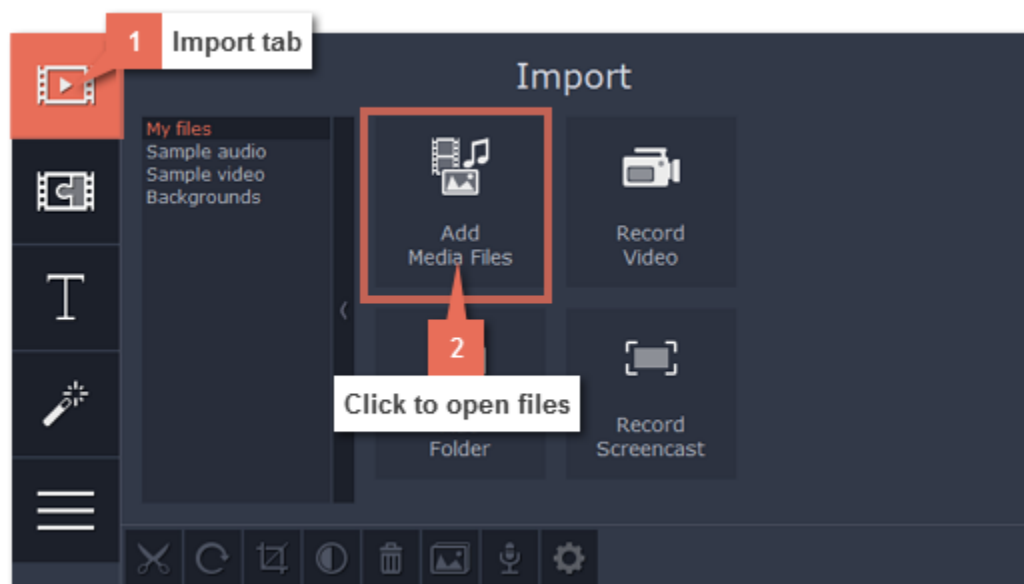 1 Import tab
Import
My files
Sample audio
Sample video
Backgrounds
Add
Media Files
Record
Video
2
Click to open files
Folder
Record
Screencast